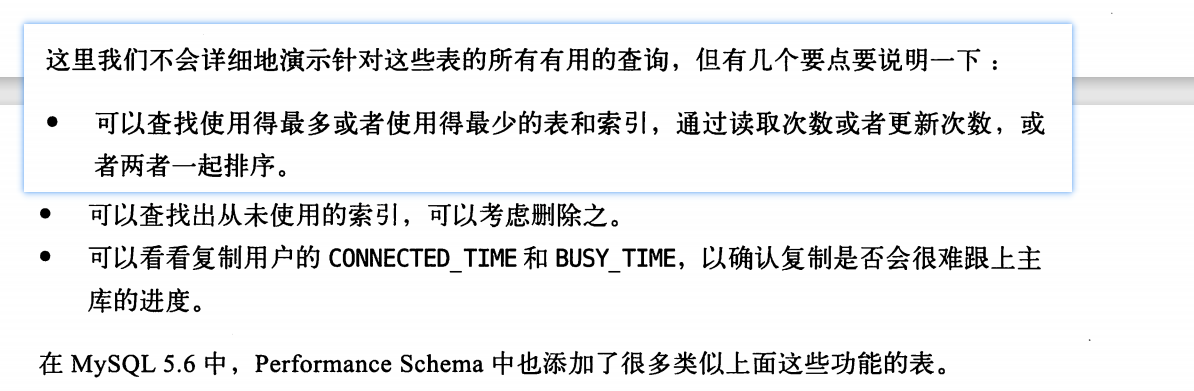 这里我们不会详细地演示针对这些表的所有有用的查询，但有几个要点要说明一下：
● 可以查找使用得最多或者使用得最少的表和索引，通过读取次数或者更新次数，或
者两者一起排序。
● 可以查找出从未使用的索引，可以考虑删除之。
● 可以看看复制用户的 CONNECTED_TIME 和 BUSY_TIME，以确认复制是否会很难跟上主
库的进度。
在 MySQL 5.6 中，Performance Schema 中也添加了很多类似上面这些功能的表。